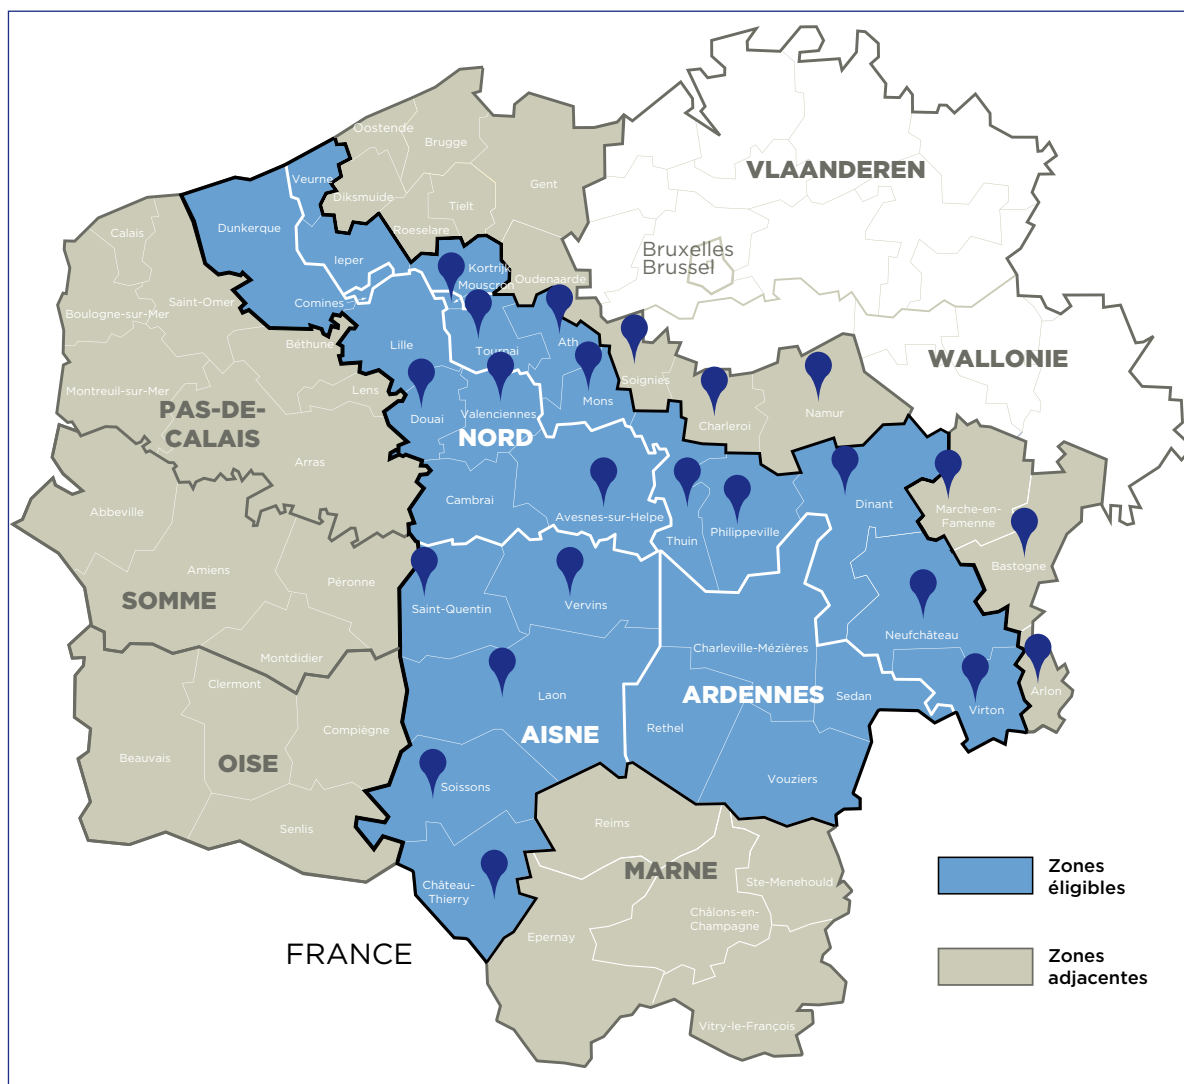 Oostende
Brugge
VLAANDEREN
Veurne
Diksmuide
Gent
Tielt
Dunkerque
Roeselare
Calais
Ieper
Kortrijk
Bruxelles
Brussel
Mouscron
Oudenaarde
Saint-Omer
Comines
Boulogne-sur-Mer
Béthune
Lille
Tournai
Ath
WALLONIE
Soignies
Montreuil-sur-Mer
Lens
Mons
PAS-DE-
CALAIS
Douai
Valenciennes
Charleroi
Namur
NORD
Arras
Cambrai
Abbeville
Avesnes-sur-Helpe
Thuin
Philippeville
Dinant
Marche-en-
Famenne
Bastogne
Amiens
Péronne
SOMME
Saint-Quentin
Vervins
Neufchâteau
Montdidier
Charleville-Mézières
Clermont
Laon
ARDENNES
Sedan
Arlon
Virton
Compiègne
AISNE
Rethel
Beauvais
OISE
Soissons
Vouziers
Senlis
Reims
MARNE
Château-
Thierry
Ste-Menehould
Châlons-en-
Champagne
Epernay
FRANCE
Vitry-le-François
Zones
éligibles
Zones
adjacentes